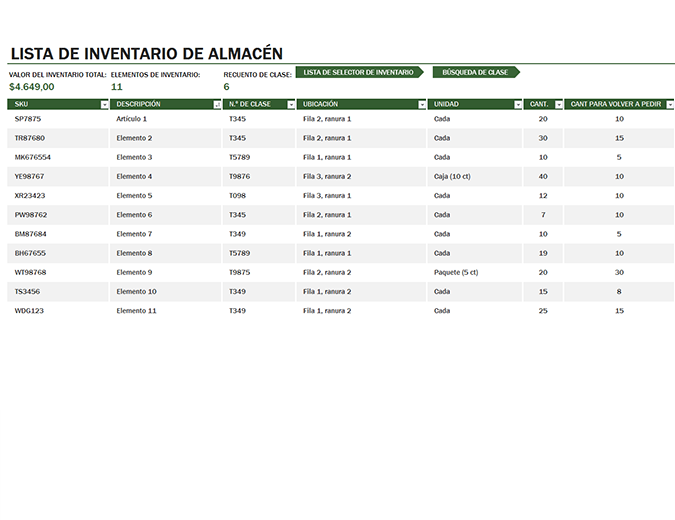 LISTA DE INVENTARIO DE ALMACÉN
VALOR DEL INVENTARIO TOTAL: ELEMENTOS DE INVENTARIO: RECUENTO DE CLASE: LISTA DE SELECTOR DE INVENTARIO BÚSQUEDA DE CLASE
$4.649,00 11 6
SKU DESCRIPCIÓN N.º DE CLASE UBICACIÓN UNIDAD CANT. CANT PARA VOLVER A PEDIR
SP7875 Artículo 1 T345 Fila 2, ranura 1 Cada 20 10
TR87680 Elemento 2 T345 Fila 2, ranura 1 Cada 30 15
MK676554 Elemento 3 T5789 Fila 1, ranura 1 Cada 10 5
YE98767 Elemento 4 T9876 Fila 3, ranura 2 Caja (10 ct) 40 10
XR23423 Elemento 5 T098 Fila 3, ranura 1 Cada 12 10
PW98762 Elemento 6 T345 Fila 2, ranura 1 Cada 7 10
BM87684 Elemento 7 T349 Fila 1, ranura 2 Cada 10 5
BH67655 Elemento 8 T5789 Fila 1, ranura 1 Cada 19 10
WT98768 Elemento 9 T9875 Fila 2, ranura 2 Paquete (5 ct) 20 30
TS3456 Elemento 10 T349 Fila 1, ranura 2 Cada 15 8
WDG123 Elemento 11 T349 Fila 1, ranura 2 Cada 25 15